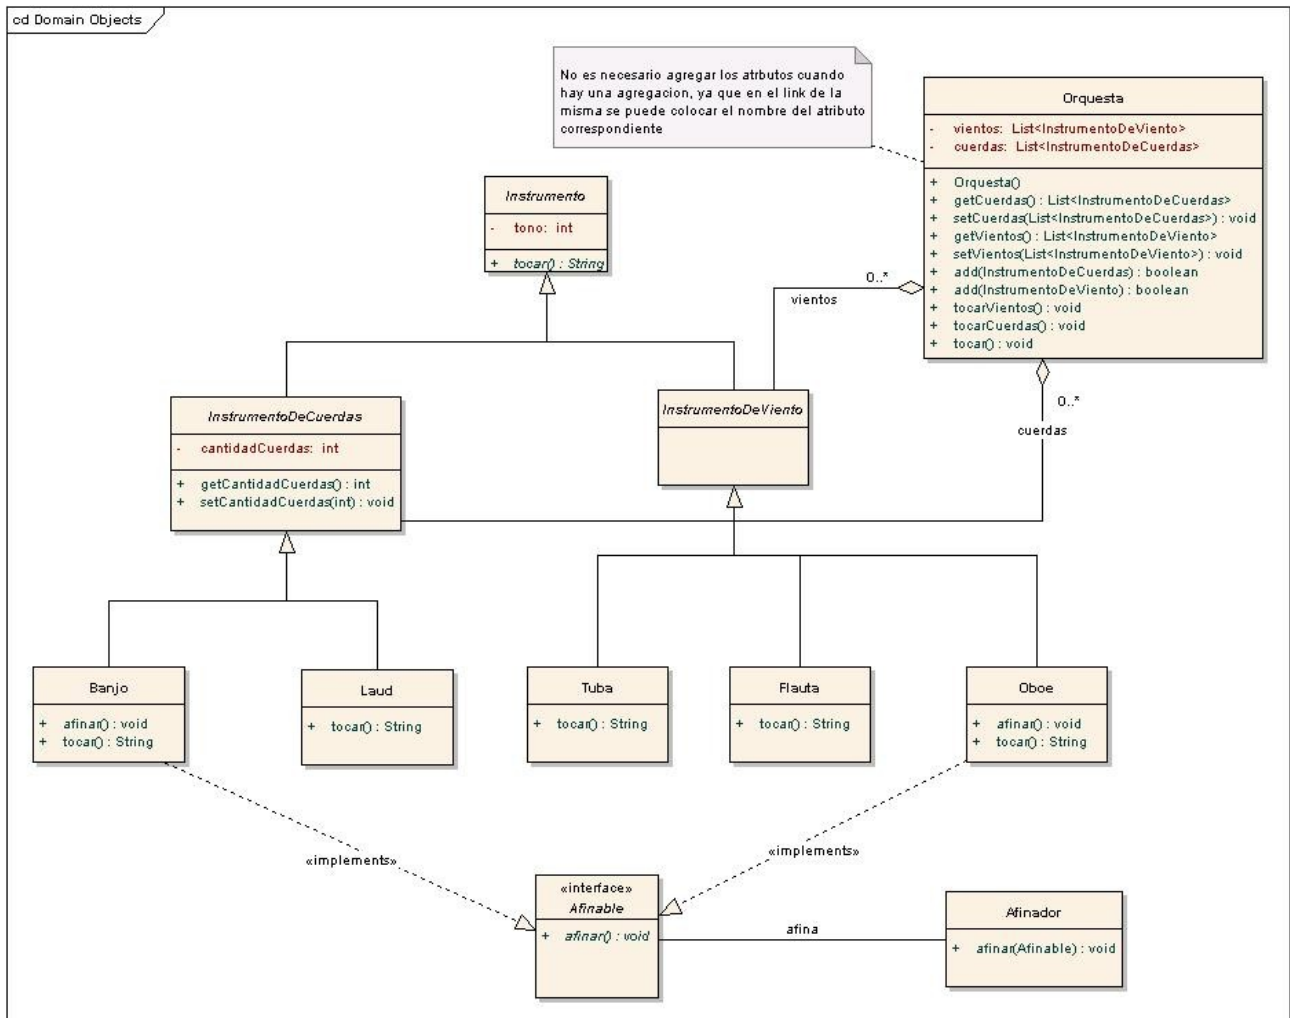 cd Domain Objects
No es necesario agregar los atrbutos cuando
hay una agregacion, ya que en el link de la
misma se puede colocar el nombre del atributo
correspondiente
Orquesta
- vientos: List<InstrumentoDeViento>
- cuerdas: List<InstrumentoDeCuerdas>
+ Orquesta()
+ getCuerdas() : List<InstrumentoDeCuerdas>
+ setCuerdas(List<InstrumentoDeCuerdas>) : void
+ getVientos() : List<InstrumentoDeViento>
+ setVientos(List<InstrumentoDeViento>) : void
+ add(InstrumentoDeCuerdas) : boolean
+ add(InstrumentoDeViento) : boolean
+ tocarVientos() : void
+ tocarCuerdas() : void
+ tocar() : void
Instrumento
- tono: int
+ tocar() : String
0..*
vientos
0..*
cuerdas
InstrumentoDeCuerdas
- cantidadCuerdas: int
+ getCantidadCuerdas() : int
+ setCantidadCuerdas(int) : void
InstrumentoDeViento
Banjo
+ afinar() : void
+ tocar() : String
Laud
+ tocar() : String
Tuba
+ tocar() : String
Flauta
+ tocar() : String
Oboe
+ afinar() : void
+ tocar() : String
«implements»
«implements»
«interface»
Afinable
+ afinar() : void
afina
Afinador
+ afinar(Afinable) : void